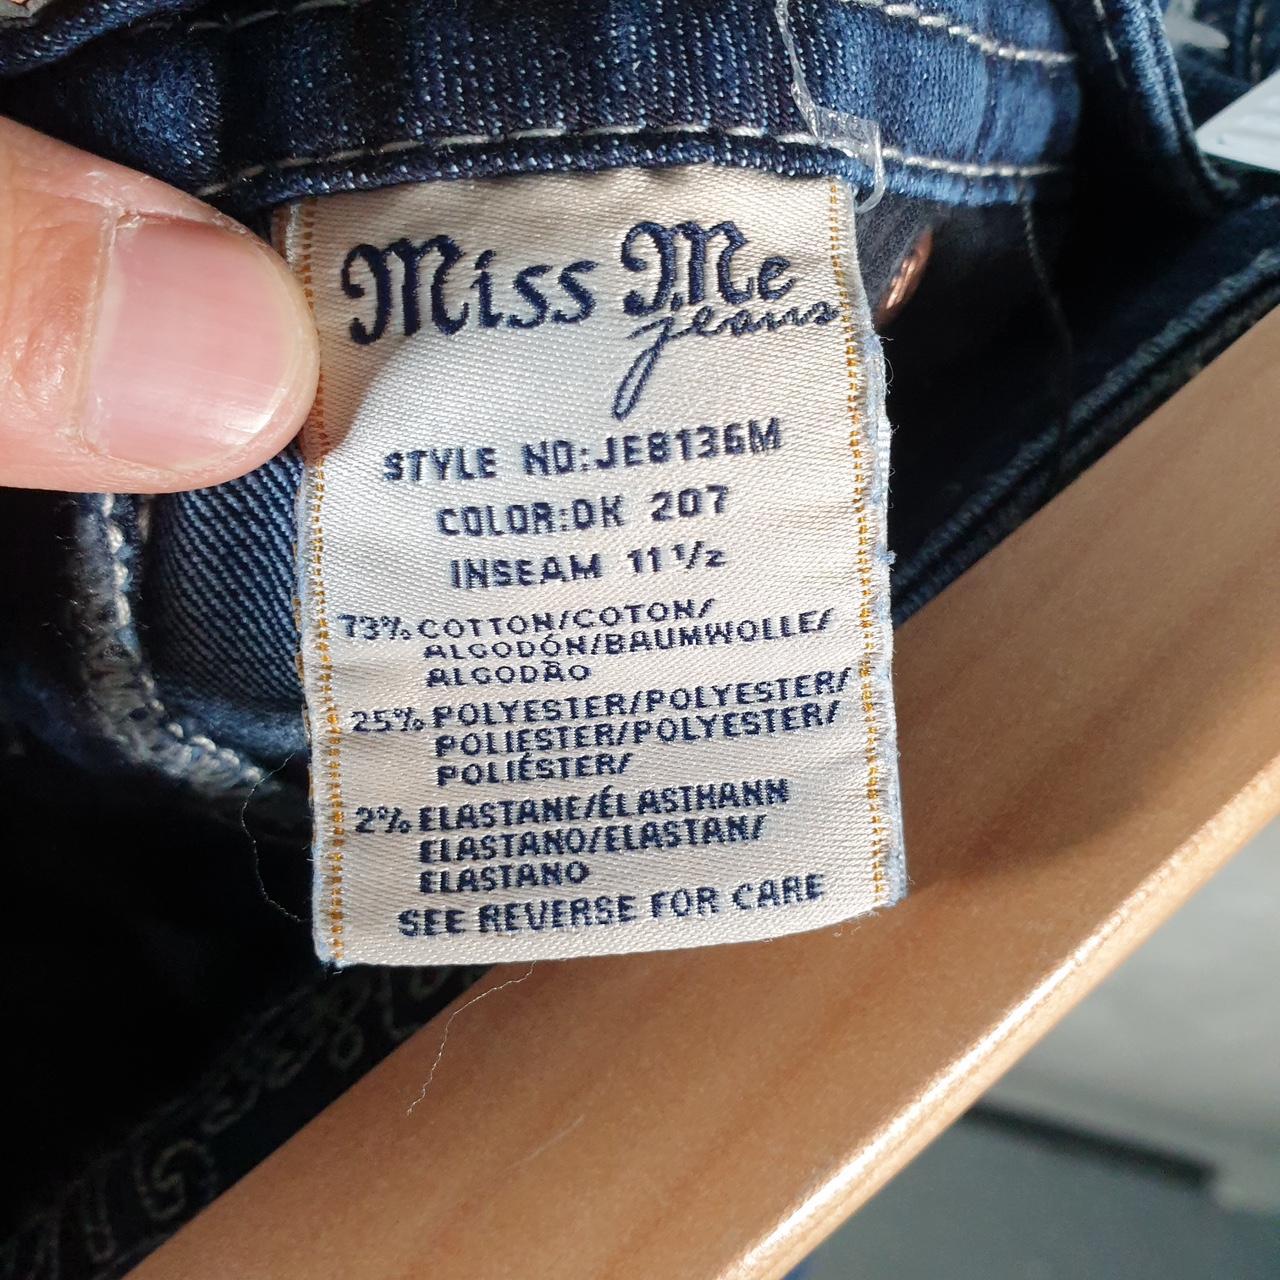 Miss Me
jeans
STYLE NO:JE8136M
COLOR:DK 207
INSEAM 11 1/2
73% COTTON/COTON/
ALGODÓN/BAUMWOLLE/
ALGODÃO
25% POLYESTER/POLYESTER/
POLIESTER/POLYESTER/
POLIÉSTER/
2% ELASTANE/ÉLASTHANN
ELASTANO/ELASTAN/
ELASTANO
SEE REVERSE FOR CARE